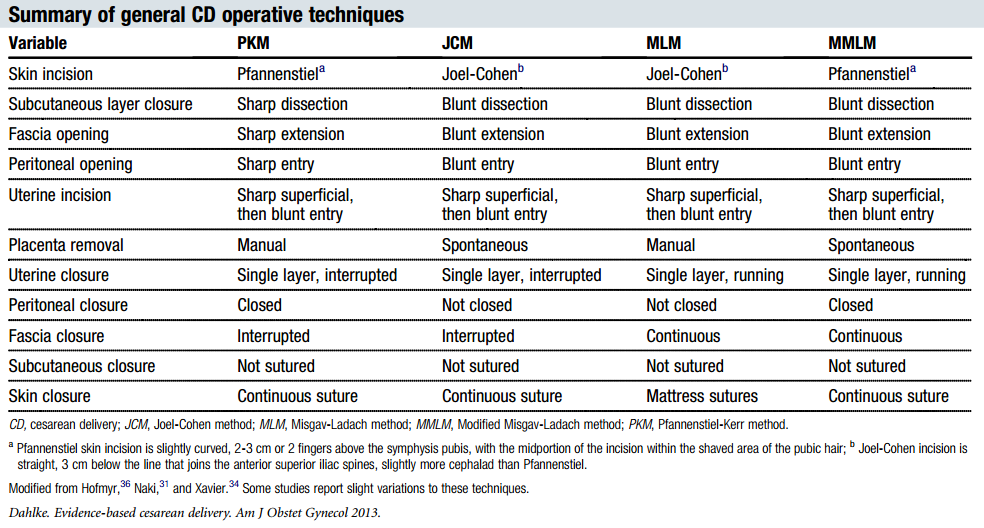 Summary of general CD operative techniques
Variable PKM JCM MLM MMLM
Skin incision Pfannenstiel^a Joel-Cohen^b Joel-Cohen^b Pfannenstiel^a
Subcutaneous layer closure Sharp dissection Blunt dissection Blunt dissection Blunt dissection
Fascia opening Sharp extension Blunt extension Blunt extension Blunt extension
Peritoneal opening Sharp entry Blunt entry Blunt entry Blunt entry
Uterine incision Sharp superficial, Sharp superficial, Sharp superficial, Sharp superficial,
then blunt entry then blunt entry then blunt entry then blunt entry
Placenta removal Manual Spontaneous Manual Spontaneous
Uterine closure Single layer, interrupted Single layer, interrupted Single layer, running Single layer, running
Peritoneal closure Closed Not closed Not closed Closed
Fascia closure Interrupted Interrupted Continuous Continuous
Subcutaneous closure Not sutured Not sutured Not sutured Not sutured
Skin closure Continuous suture Continuous suture Mattress sutures Continuous suture
CD, cesarean delivery; JCM, Joel-Cohen method; MLM, Misgav-Ladach method; MMLM, Modified Misgav-Ladach method; PKM, Pfannenstiel-Kerr method.
^a Pfannenstiel skin incision is slightly curved, 2-3 cm or 2 fingers above the symphysis pubis, with the midportion of the incision within the shaved area of the pubic hair; ^b Joel-Cohen incision is
straight, 3 cm below the line that joins the anterior superior iliac spines, slightly more cephalad than Pfannenstiel.
Modified from Hofmyr,^36 Naki,^31 and Xavier.^34 Some studies report slight variations to these techniques.
Dahlke. Evidence-based cesarean delivery. Am J Obstet Gynecol 2013.